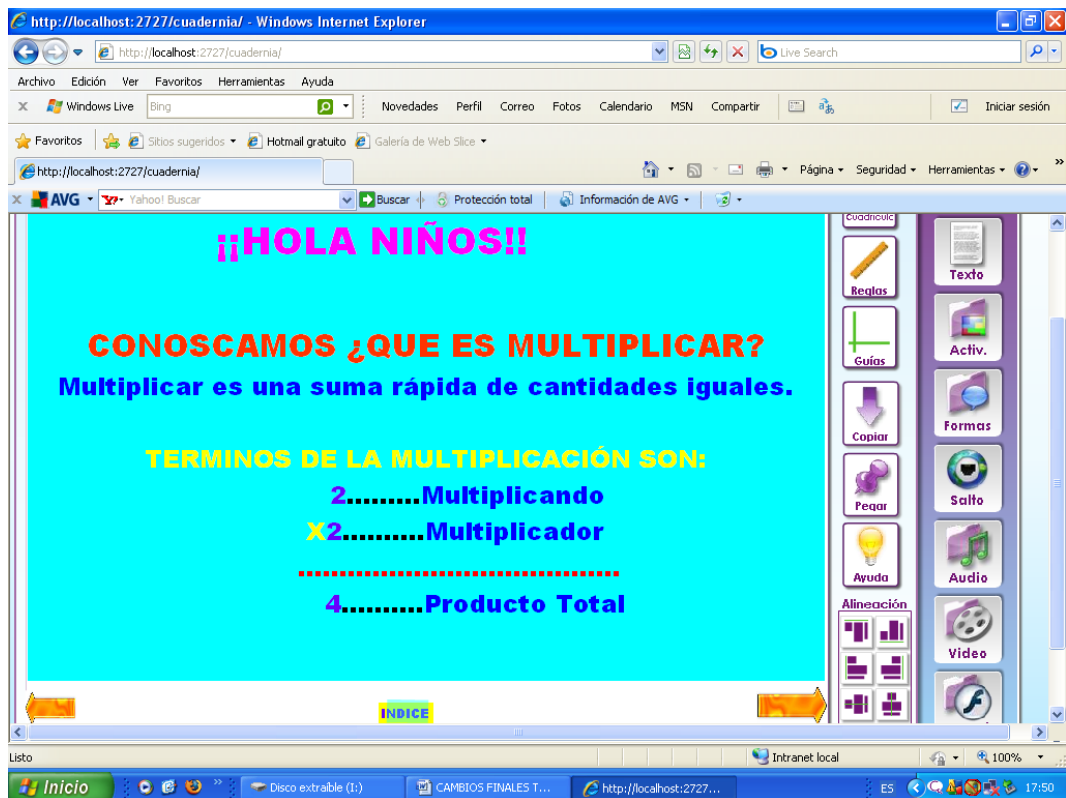 http://localhost:2727/cuadernia/ - Windows Internet Explorer
http://localhost:2727/cuadernia/
Live Search
Archivo Edición Ver Favoritos Herramientas Ayuda
Windows Live Bing Novedades Perfil Correo Fotos Calendario MSN Compartir Iniciar sesión
Favoritos Sitios sugeridos Hotmail gratuito Galería de Web Slice
http://localhost:2727/cuadernia/ Página Seguridad Herramientas
AVG Yahoo! Buscar Buscar Protección total Información de AVG
¡¡HOLA NIÑOS!!
CONOSCAMOS ¿QUE ES MULTIPLICAR?
Multiplicar es una suma rápida de cantidades iguales.
TERMINOS DE LA MULTIPLICACIÓN SON:
2.........Multiplicando
X2..........Multiplicador
.......................................
4..........Producto Total
INDICE
Reglas
Guías
Copiar
Pegar
Ayuda
Alineación
Texto
Activ.
Formas
Salto
Audio
Video
Listo Intranet local 100%
Inicio Disco extraíble (I:) CAMBIOS FINALES T... http://localhost:2727... ES 17:50